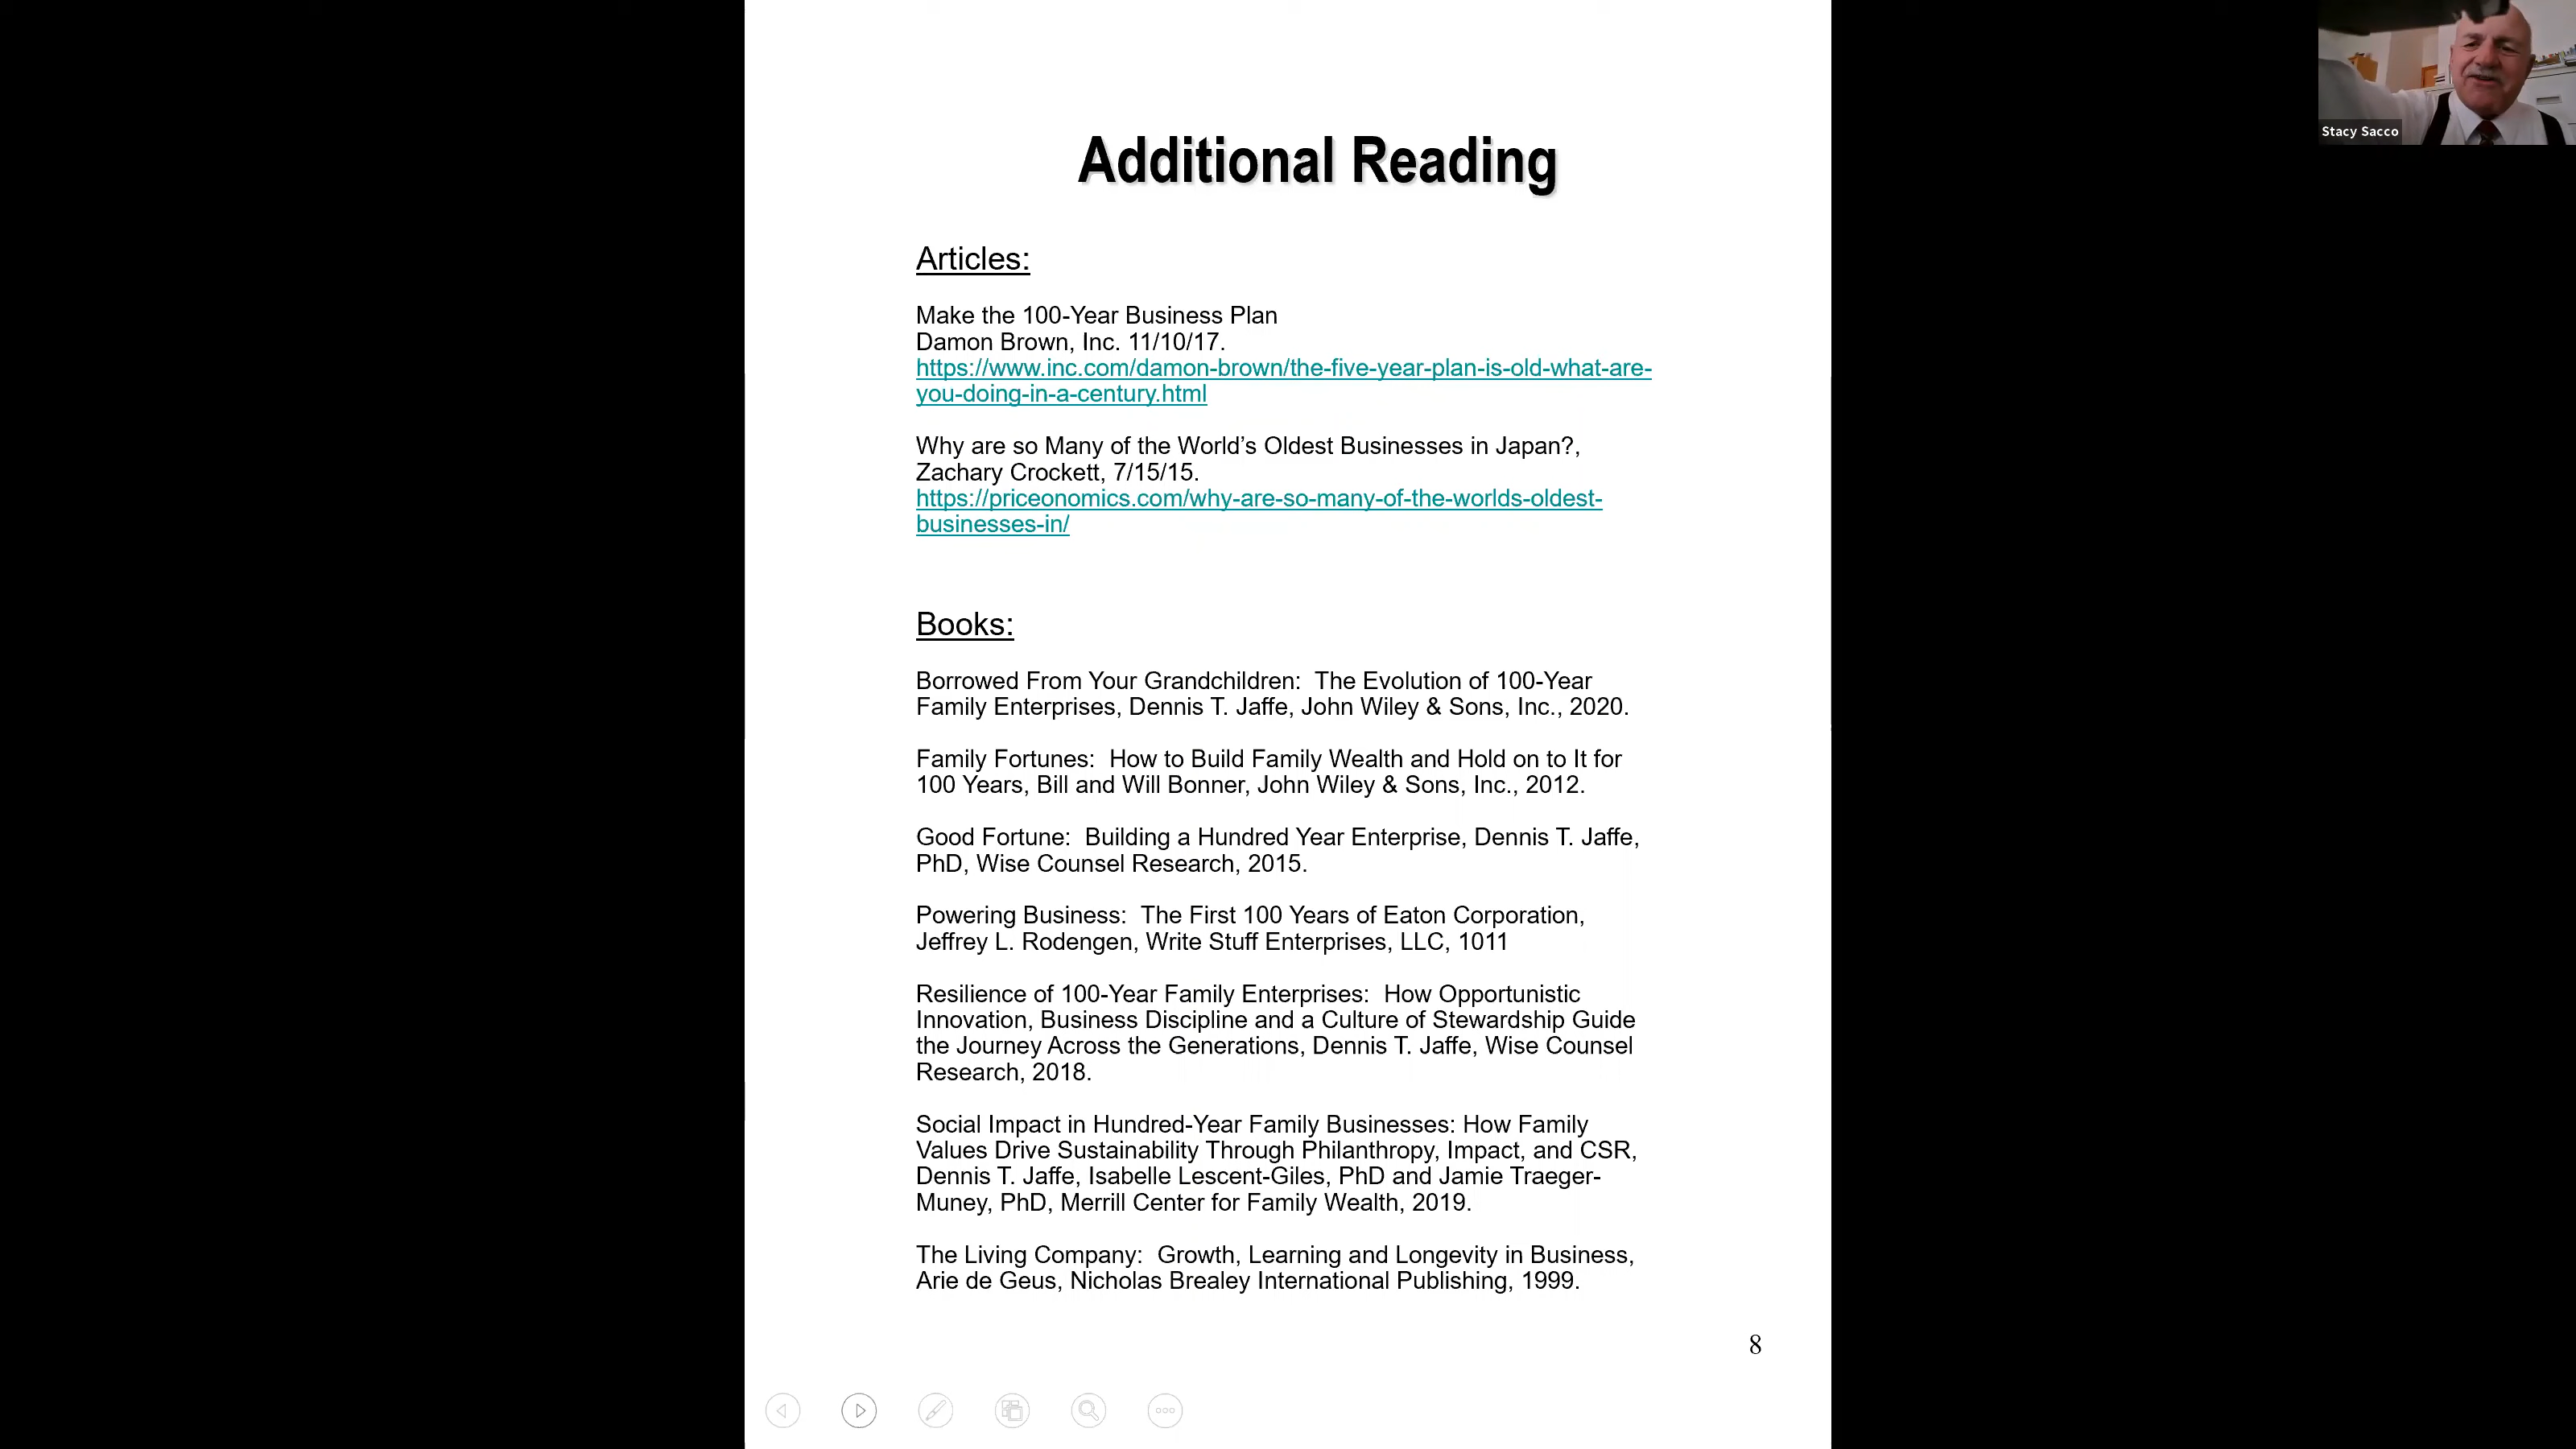 Additional Reading
Articles:
Make the 100-Year Business Plan
Damon Brown, Inc. 11/10/17.
https://www.inc.com/damon-brown/the-five-year-plan-is-old-what-are-
you-doing-in-a-century.html
Why are so Many of the World’s Oldest Businesses in Japan?,
Zachary Crockett, 7/15/15.
https://priceonomics.com/why-are-so-many-of-the-worlds-oldest-
businesses-in/
Books:
Borrowed From Your Grandchildren:  The Evolution of 100-Year
Family Enterprises, Dennis T. Jaffe, John Wiley & Sons, Inc., 2020.
Family Fortunes:  How to Build Family Wealth and Hold on to It for
100 Years, Bill and Will Bonner, John Wiley & Sons, Inc., 2012.
Good Fortune:  Building a Hundred Year Enterprise, Dennis T. Jaffe,
PhD, Wise Counsel Research, 2015.
Powering Business:  The First 100 Years of Eaton Corporation,
Jeffrey L. Rodengen, Write Stuff Enterprises, LLC, 1011
Resilience of 100-Year Family Enterprises:  How Opportunistic
Innovation, Business Discipline and a Culture of Stewardship Guide
the Journey Across the Generations, Dennis T. Jaffe, Wise Counsel
Research, 2018.
Social Impact in Hundred-Year Family Businesses: How Family
Values Drive Sustainability Through Philanthropy, Impact, and CSR,
Dennis T. Jaffe, Isabelle Lescent-Giles, PhD and Jamie Traeger-
Muney, PhD, Merrill Center for Family Wealth, 2019.
The Living Company:  Growth, Learning and Longevity in Business,
Arie de Geus, Nicholas Brealey International Publishing, 1999.
8
Stacy Sacco